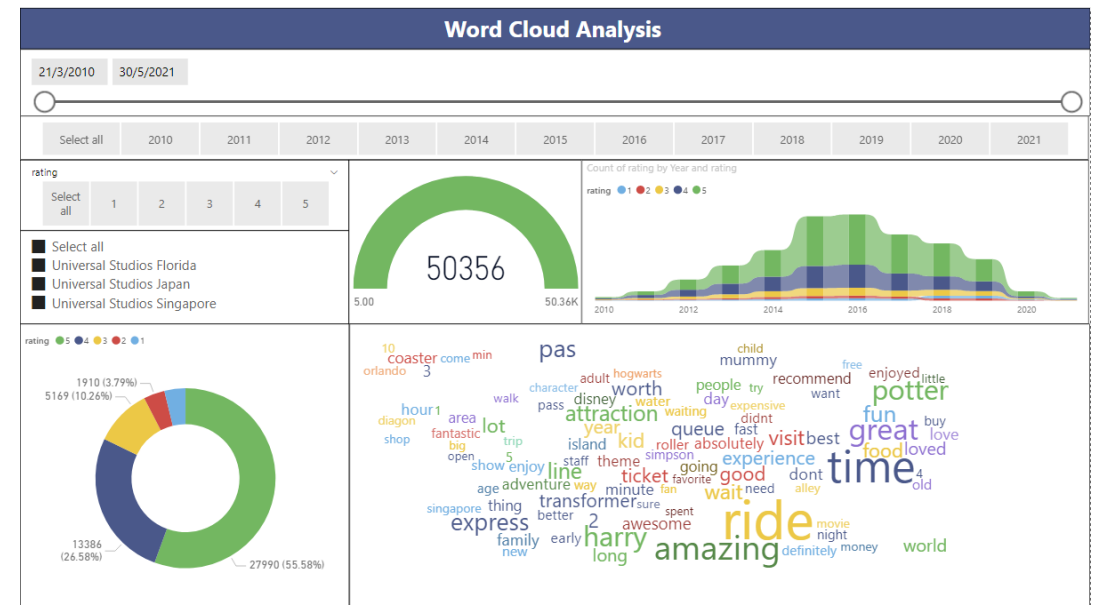 Word Cloud Analysis
21/3/2010 30/5/2021
Select all 2010 2011 2012 2013 2014 2015 2016 2017 2018 2019 2020 2021
rating
Select all 1 2 3 4 5
Select all
Universal Studios Florida
Universal Studios Japan
Universal Studios Singapore
50356
5.00 50.36K
Count of rating by Year and rating
rating 1 2 3 4 5
2010 2012 2014 2016 2018 2020
rating 5 4 3 2 1
1910 (3.79%)
5169 (10.26%)
13386
(26.58%)
27990 (55.58%)
10 pas child
coaster come min mummy free
orlando 3 adult hogwarts people try recommend enjoyed little
character worth want potter
walk disney water day
hour 1 pass attraction waiting expensive fun
diagon area lot year didnt great buy
fantastic queue fast love
shop big trip island kid roller absolutely visit best food loved
open 5 staff theme simpson going experience time 4
show enjoy line ticket favorite good dont old
age adventure way minute fan wait need alley
singapore thing transformer sure spent ride
express better 2 awesome movie
family early harry night
new long amazing definitely money world